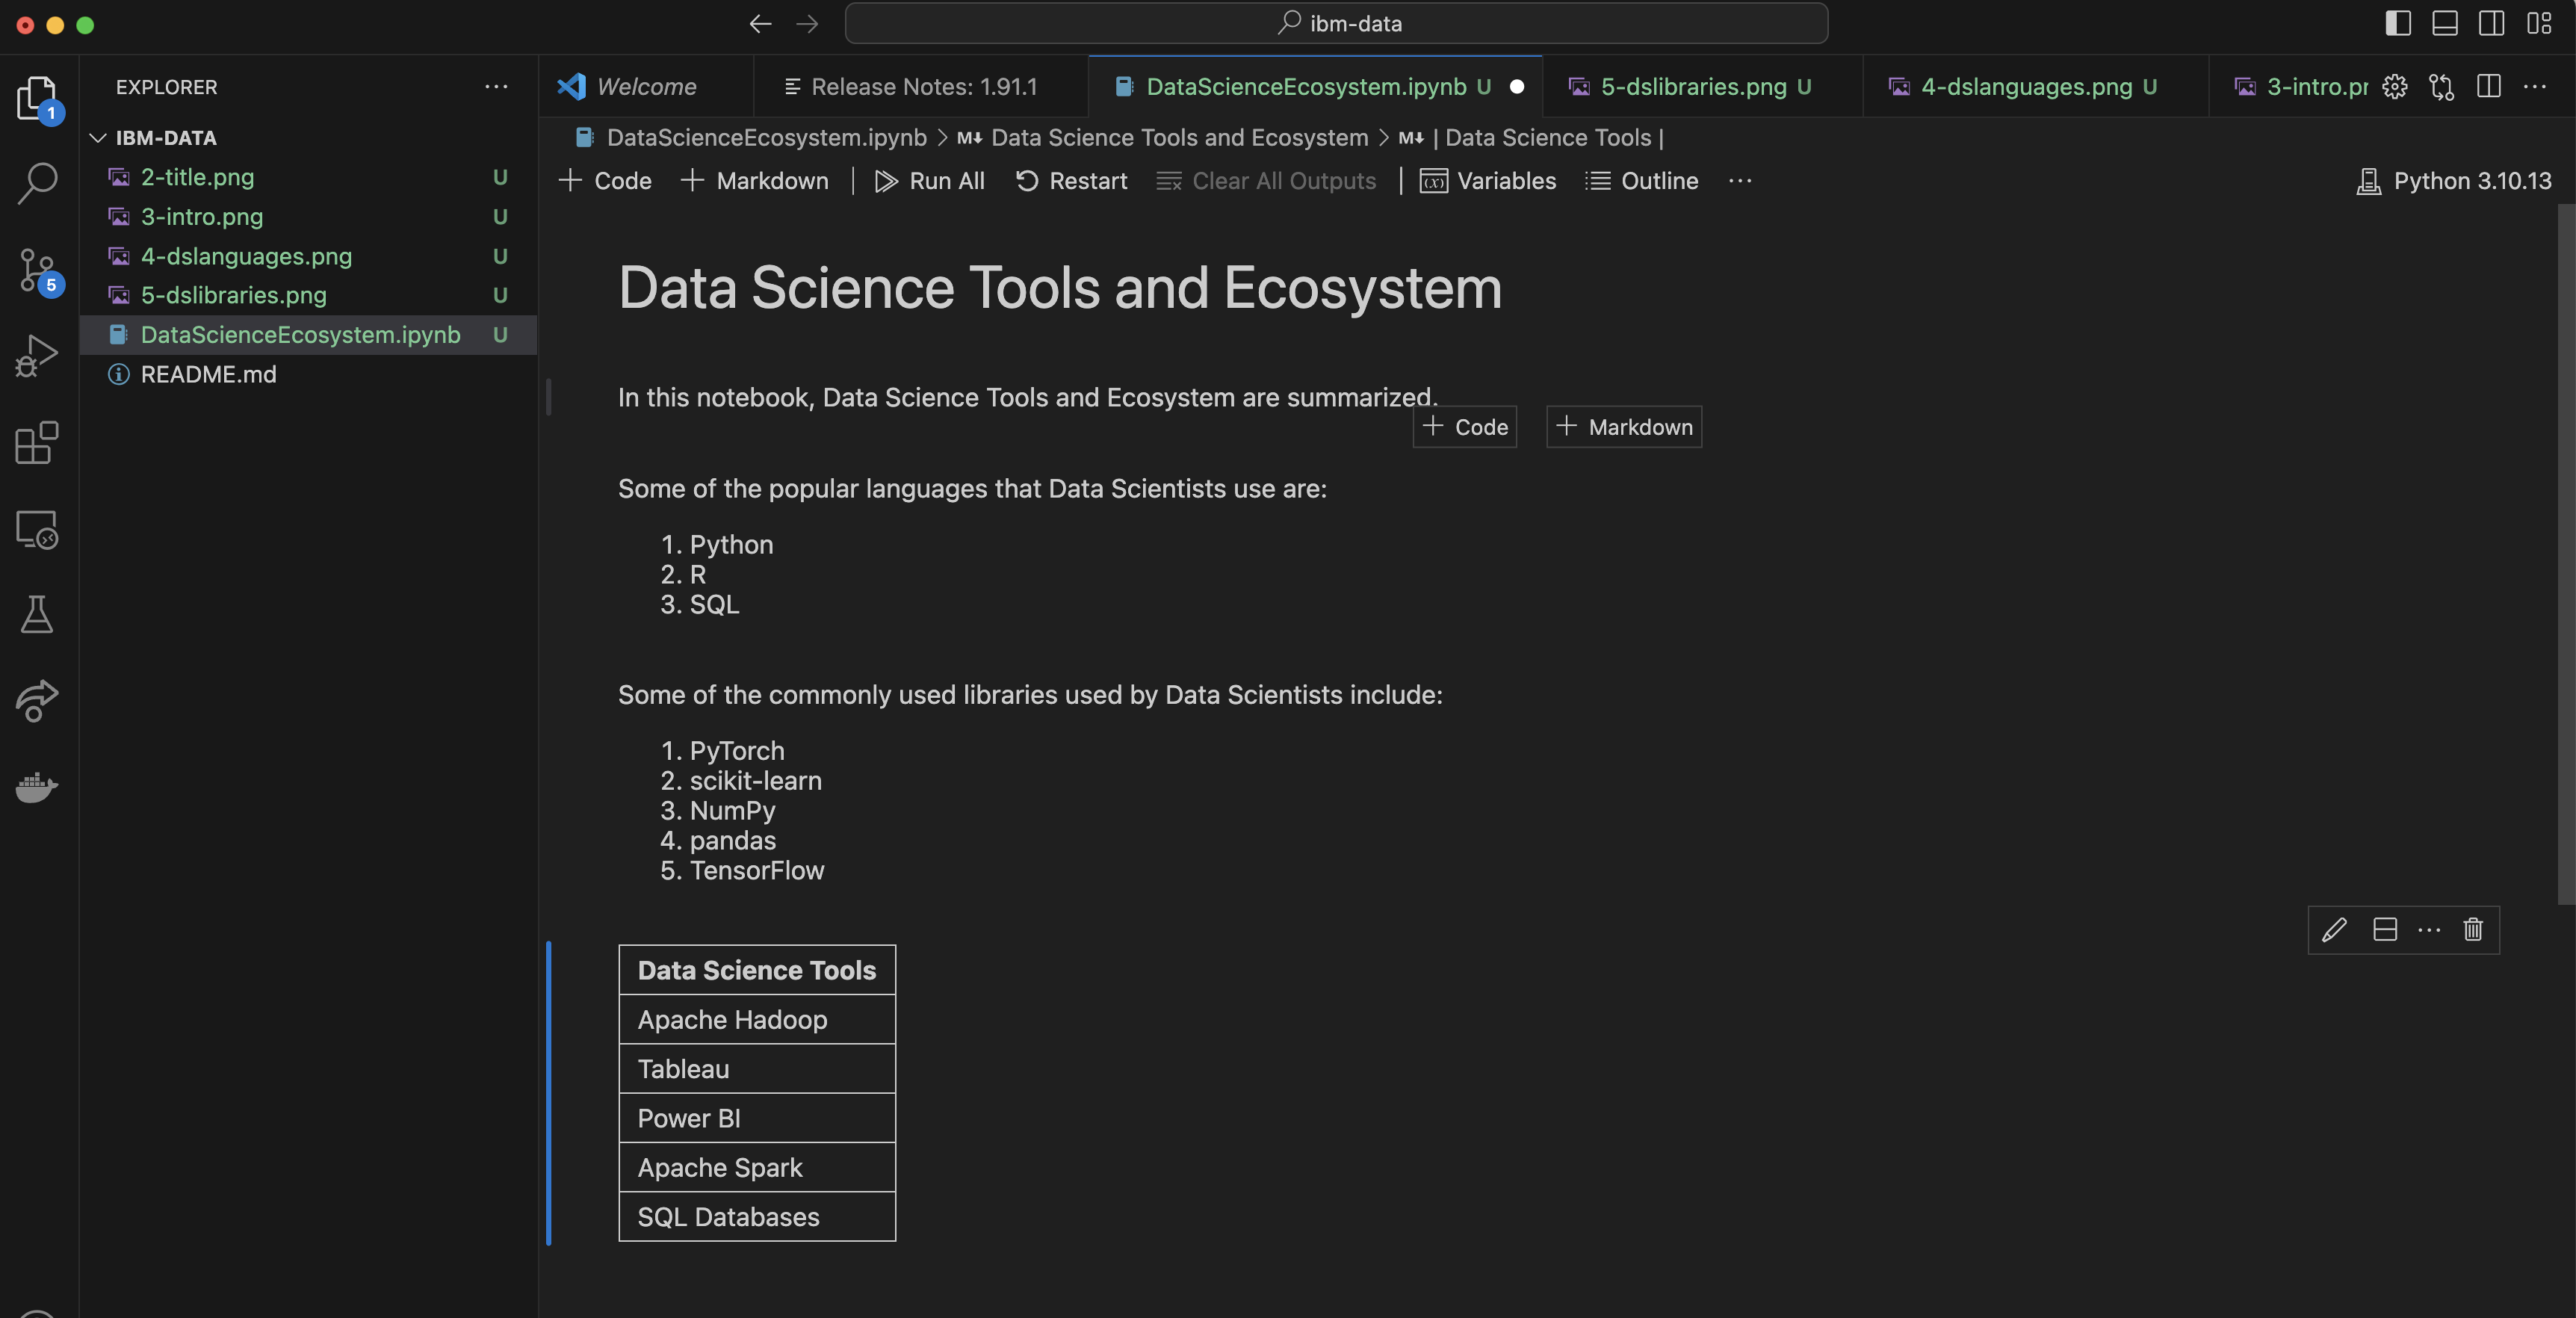 ibm-data
EXPLORER
Welcome
Release Notes: 1.91.1
DataScienceEcosystem.ipynb U
5-dslibraries.png U
4-dslanguages.png U
3-intro.pr
1
IBM-DATA
DataScienceEcosystem.ipynb > M↓ Data Science Tools and Ecosystem > M↓ | Data Science Tools |
2-title.png U
+ Code + Markdown | Run All Restart Clear All Outputs | (x) Variables Outline ... Python 3.10.13
3-intro.png U
4-dslanguages.png U
5
5-dslibraries.png U
DataScienceEcosystem.ipynb U
README.md
Data Science Tools and Ecosystem
In this notebook, Data Science Tools and Ecosystem are summarized.
+ Code + Markdown
Some of the popular languages that Data Scientists use are:
1. Python
2. R
3. SQL
Some of the commonly used libraries used by Data Scientists include:
1. PyTorch
2. scikit-learn
3. NumPy
4. pandas
5. TensorFlow
Data Science Tools
Apache Hadoop
Tableau
Power BI
Apache Spark
SQL Databases